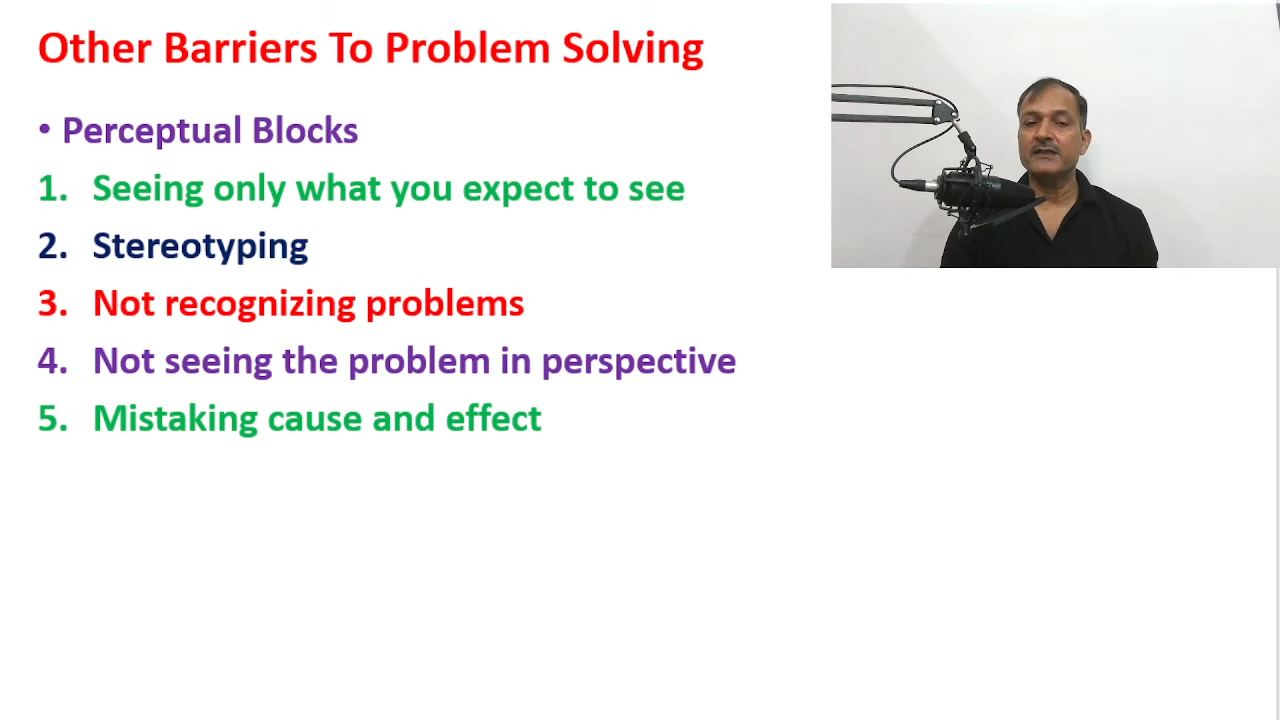 Other Barriers To Problem Solving
• Perceptual Blocks
1. Seeing only what you expect to see
2. Stereotyping
3. Not recognizing problems
4. Not seeing the problem in perspective
5. Mistaking cause and effect